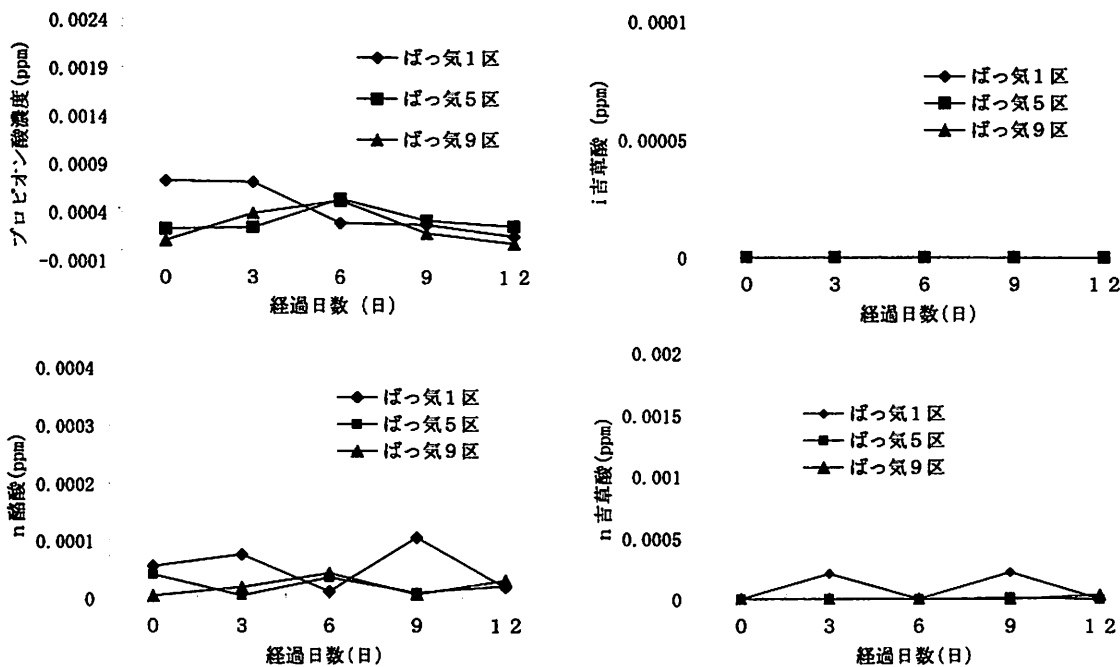 0.0024
0.0019
0.0014
0.0009
0.0004
-0.0001
プロピオン酸濃度(ppm)
ばっ気1区
ばっ気5区
ばっ気9区
0 3 6 9 12
経過日数 (日)
0.0001
0.00005
0
i吉草酸 (ppm)
ばっ気1区
ばっ気5区
ばっ気9区
0 3 6 9 12
経過日数(日)
0.0004
0.0003
0.0002
0.0001
0
n酪酸(ppm)
ばっ気1区
ばっ気5区
ばっ気9区
0 3 6 9 12
経過日数(日)
0.002
0.0015
0.001
0.0005
0
n吉草酸(ppm)
ばっ気1区
ばっ気5区
ばっ気9区
0 3 6 9 12
経過日数(日)